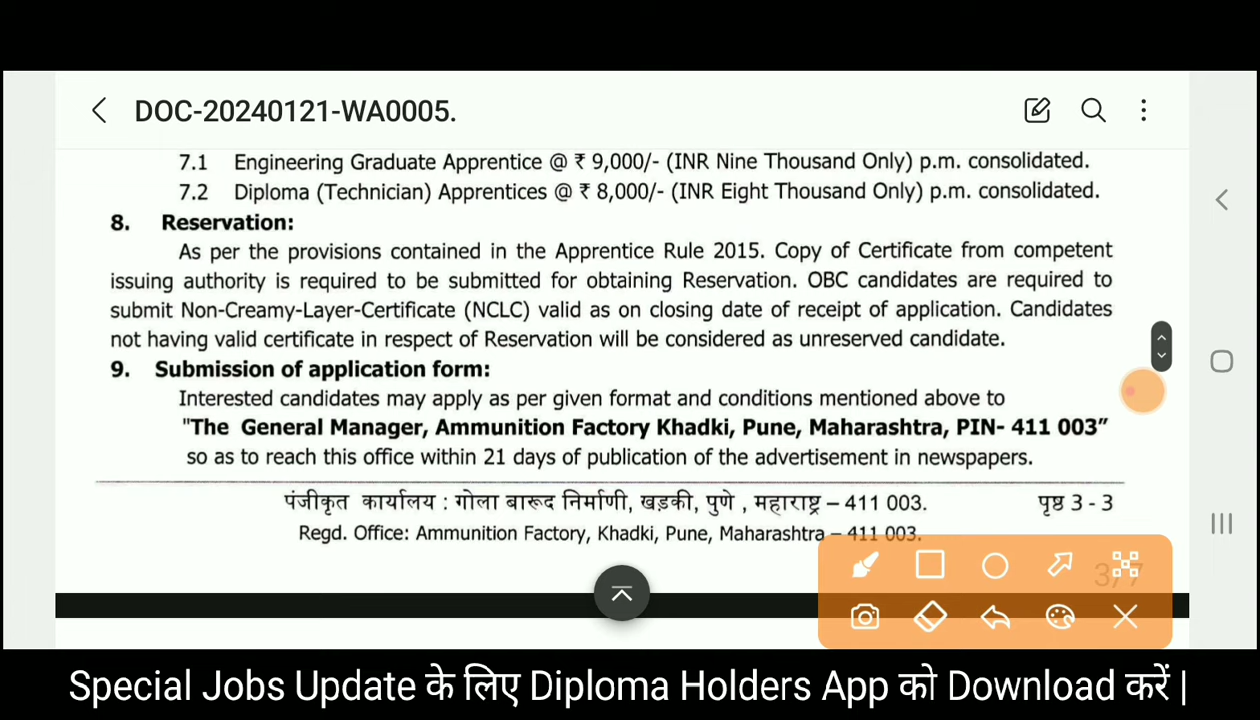 DOC-20240121-WA0005.
7.1 Engineering Graduate Apprentice @ ₹ 9,000/- (INR Nine Thousand Only) p.m. consolidated.
7.2 Diploma (Technician) Apprentices @ ₹ 8,000/- (INR Eight Thousand Only) p.m. consolidated.
8. Reservation:
As per the provisions contained in the Apprentice Rule 2015. Copy of Certificate from competent
issuing authority is required to be submitted for obtaining Reservation. OBC candidates are required to
submit Non-Creamy-Layer-Certificate (NCLC) valid as on closing date of receipt of application. Candidates
not having valid certificate in respect of Reservation will be considered as unreserved candidate.
9. Submission of application form:
Interested candidates may apply as per given format and conditions mentioned above to
"The General Manager, Ammunition Factory Khadki, Pune, Maharashtra, PIN- 411 003"
so as to reach this office within 21 days of publication of the advertisement in newspapers.
पंजीकृत कार्यालय : गोला बारूद निर्माणी, खड़की, पुणे , महाराष्ट्र – 411 003. पृष्ठ 3 - 3
Regd. Office: Ammunition Factory, Khadki, Pune, Maharashtra – 411 003.
3/7
Special Jobs Update के लिए Diploma Holders App को Download करें |